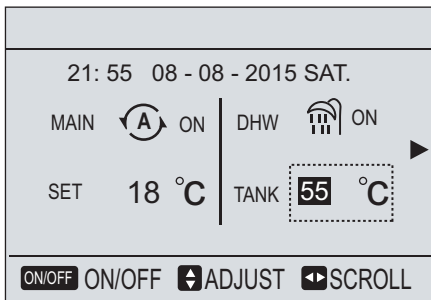 21: 55 08 - 08 - 2015 SAT.
MAIN A ON DHW ON
SET 18 °C TANK 55 °C
ON/OFF ON/OFF ADJUST SCROLL